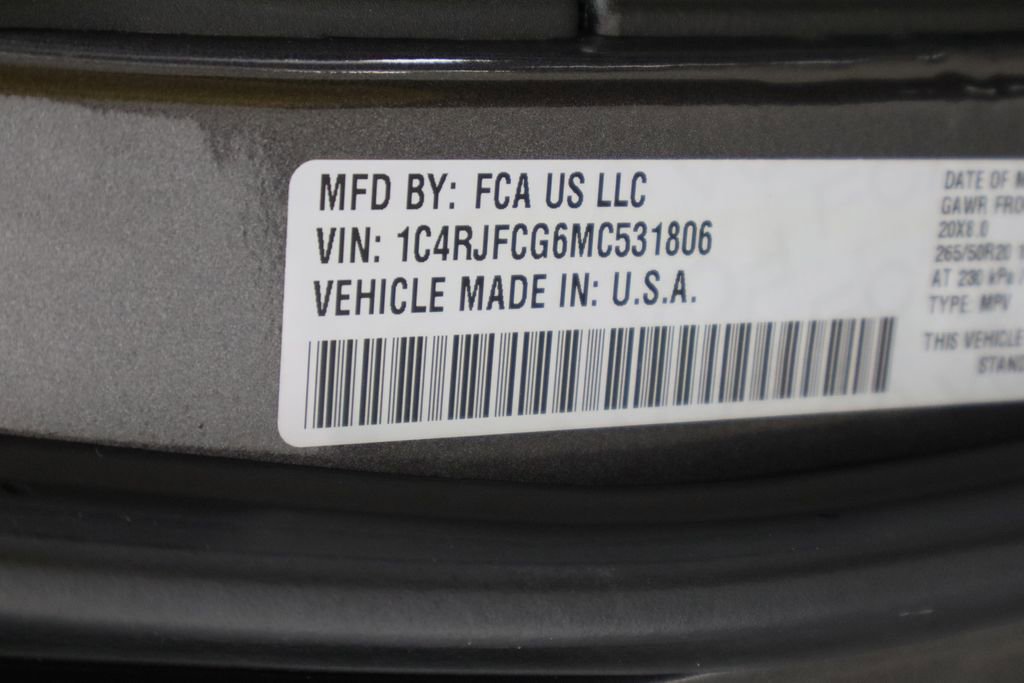 MFD BY: FCA US LLC
VIN: 1C4RJFCG6MC531806
VEHICLE MADE IN: U.S.A.
DATE OF M
GAWR FRO
20X8.0
265/50R20 1
AT 230 kPa /
TYPE: MPV
THIS VEHICLE
STAND